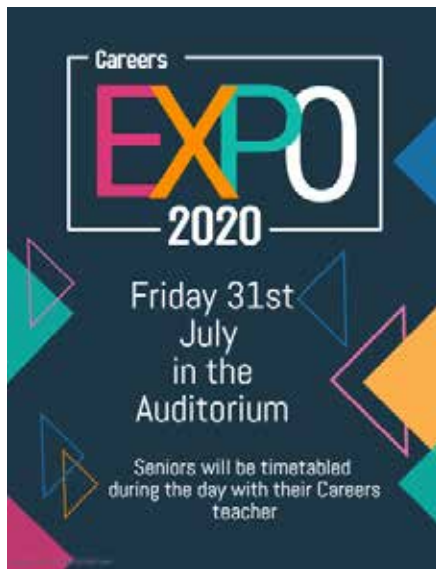 Careers
EXPO
2020
Friday 31st
July
in the
Auditorium
Seniors will be timetabled
during the day with their Careers
teacher